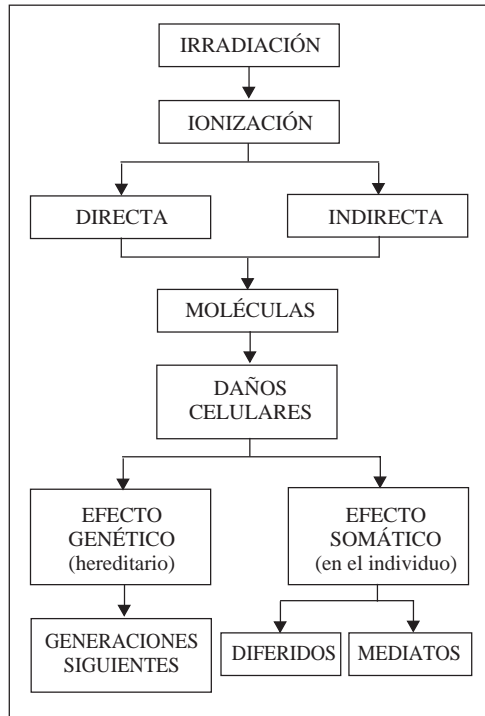 IRRADIACIÓN
IONIZACIÓN
DIRECTA
INDIRECTA
MOLÉCULAS
DAÑOS
CELULARES
EFECTO
GENÉTICO
(hereditario)
EFECTO
SOMÁTICO
(en el individuo)
GENERACIONES
SIGUIENTES
DIFERIDOS
MEDIATOS